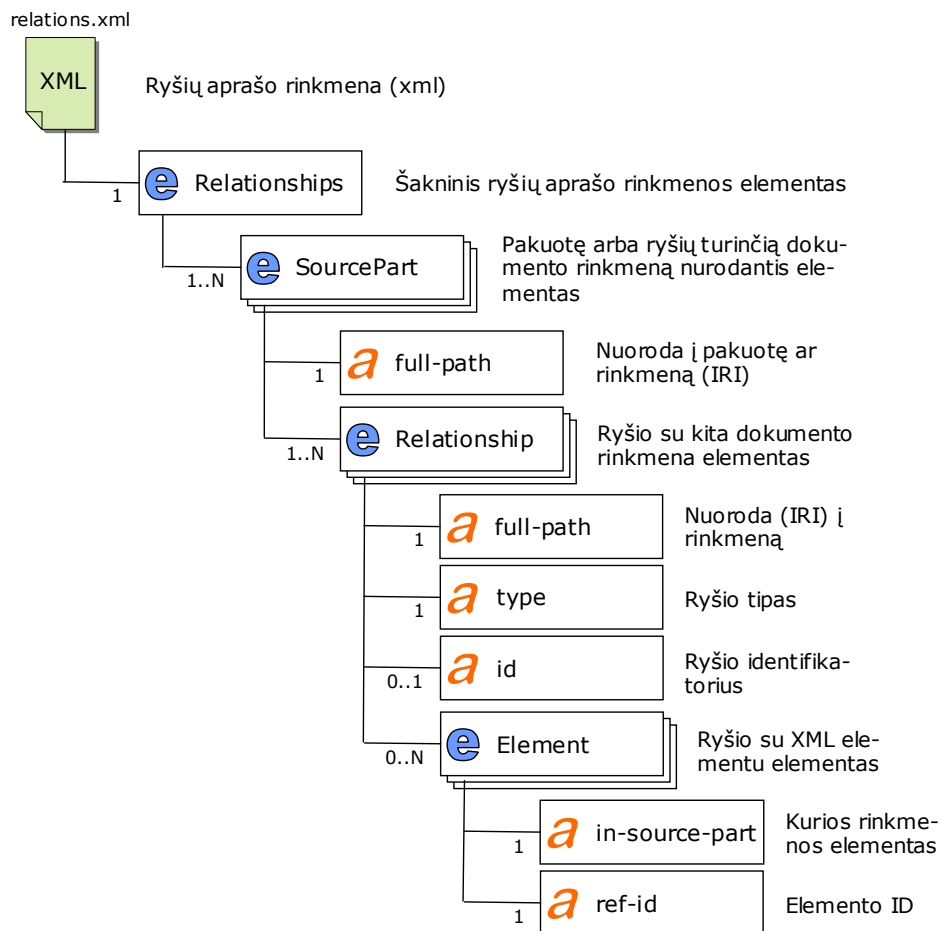 relations.xml
XML
Ryšių aprašo rinkmena (xml)
1
e Relationships
Šakninis ryšių aprašo rinkmenos elementas
1..N
e SourcePart
Pakuotę arba ryšių turinčią doku-
mento rinkmeną nurodantis ele-
mentas
1
a full-path
Nuoroda į pakuotę ar
rinkmeną (IRI)
1..N
e Relationship
Ryšio su kita dokumento
rinkmena elementas
1
a full-path
Nuoroda (IRI) į
rinkmeną
1
a type
Ryšio tipas
0..1
a id
Ryšio identifika-
torius
0..N
e Element
Ryšio su XML ele-
mentu elementas
1
a in-source-part
Kurios rinkme-
nos elementas
1
a ref-id
Elemento ID